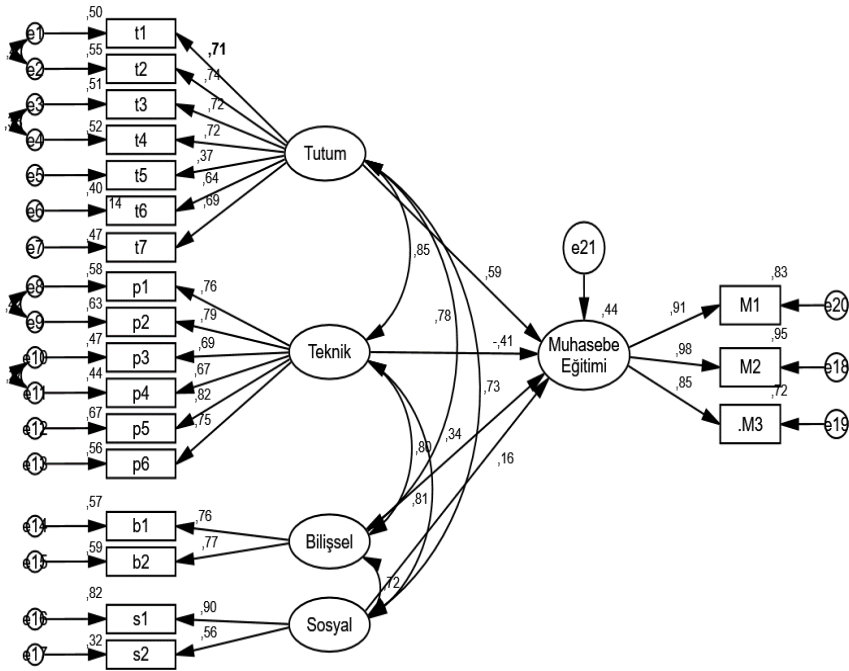 ,50
e1
t1
,71
,55
e2
t2
,74
,51
e3
t3
,72
,52
e4
t4
,72
Tutum
e5
t5
,37
,40
e6
14
t6
,64
,47
e7
t7
,69
,58
e8
p1
,76
,63
e9
p2
,79
,47
e10
p3
,69
Teknik
,44
e11
p4
,67
,67
e12
p5
,82
,56
e13
p6
,75
,57
e14
b1
,76
Bilişsel
,59
e15
b2
,77
,82
e16
s1
,90
Sosyal
,32
e17
s2
,56
,85
,78
,73
,80
,81
,72
,59
-,41
,34
,16
e21
,44
Muhasebe
Eğitimi
,91
,98
,85
,83
M1
e20
,95
M2
e18
,72
.M3
e19